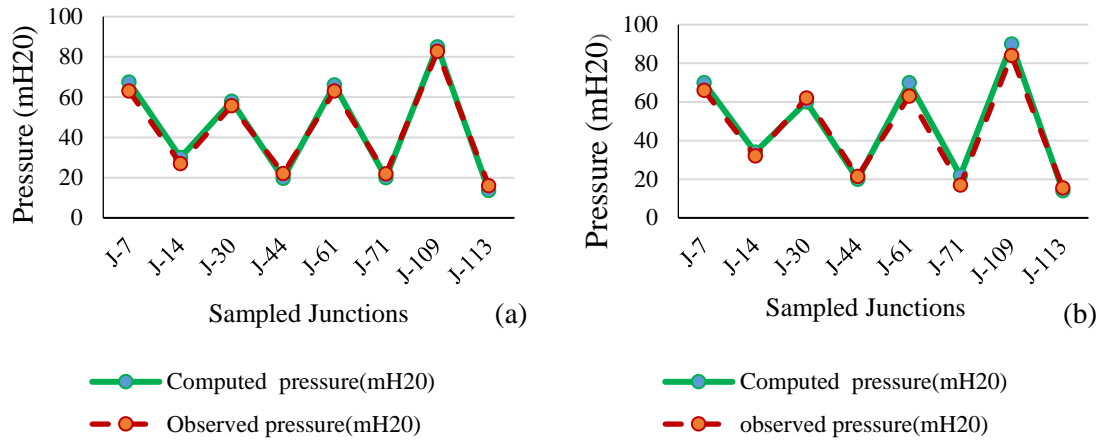 100
80
60
40
20
0
Pressure (mH20)
J-7
J-14
J-30
J-44
J-61
J-71
J-109
J-113
Sampled Junctions
(a)
Computed pressure(mH20)
Observed pressure(mH20)
100
80
60
40
20
0
Pressure (mH20)
J-7
J-14
J-30
J-44
J-61
J-71
J-109
J-113
Sampled Junctions
(b)
Computed pressure(mH20)
observed pressure(mH20)